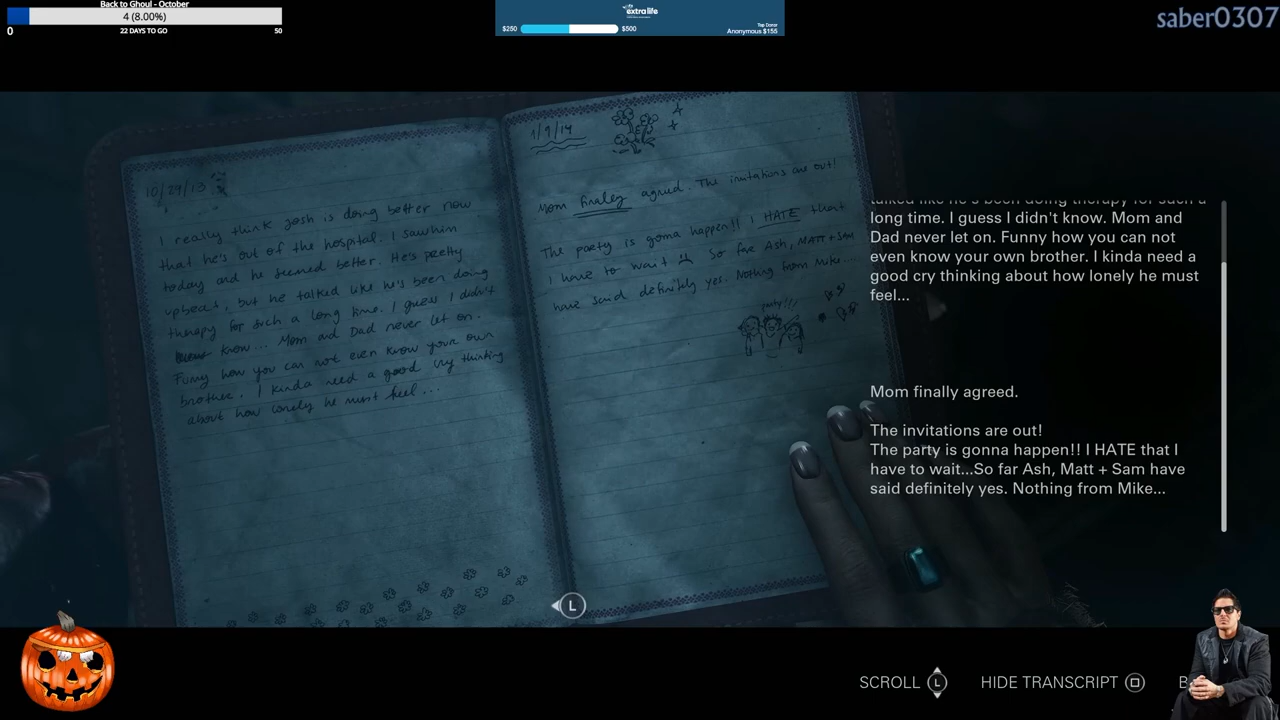 Back to Ghoul - October
4 (8.00%)
0
22 DAYS TO GO
50
extralife
$250
$500
Top Donor
Anonymous $155
saber0307
10/29/13
I really think Josh is doing better now
that he's out of the hospital. I saw him
today and he seemed better. He's pretty
upbeat, but he talked like he's been doing
therapy for such a long time. I guess I didn't
know... Mom and Dad never let on.
Funny how you can not even know your own
brother. I kinda need a good cry thinking
about how lonely he must feel...
1/9/14
Mom finally agreed. The invitations are out!
The party is gonna happen!! I HATE that
I have to wait So far Ash, MATT + SAM
have said definitely yes. Nothing from Mike...
party!!!
talked like he's been doing therapy for such a
long time. I guess I didn't know. Mom and
Dad never let on. Funny how you can not
even know your own brother. I kinda need a
good cry thinking about how lonely he must
feel...
Mom finally agreed.
The invitations are out!
The party is gonna happen!! I HATE that I
have to wait...So far Ash, Matt + Sam have
said definitely yes. Nothing from Mike...
L
SCROLL L HIDE TRANSCRIPT B